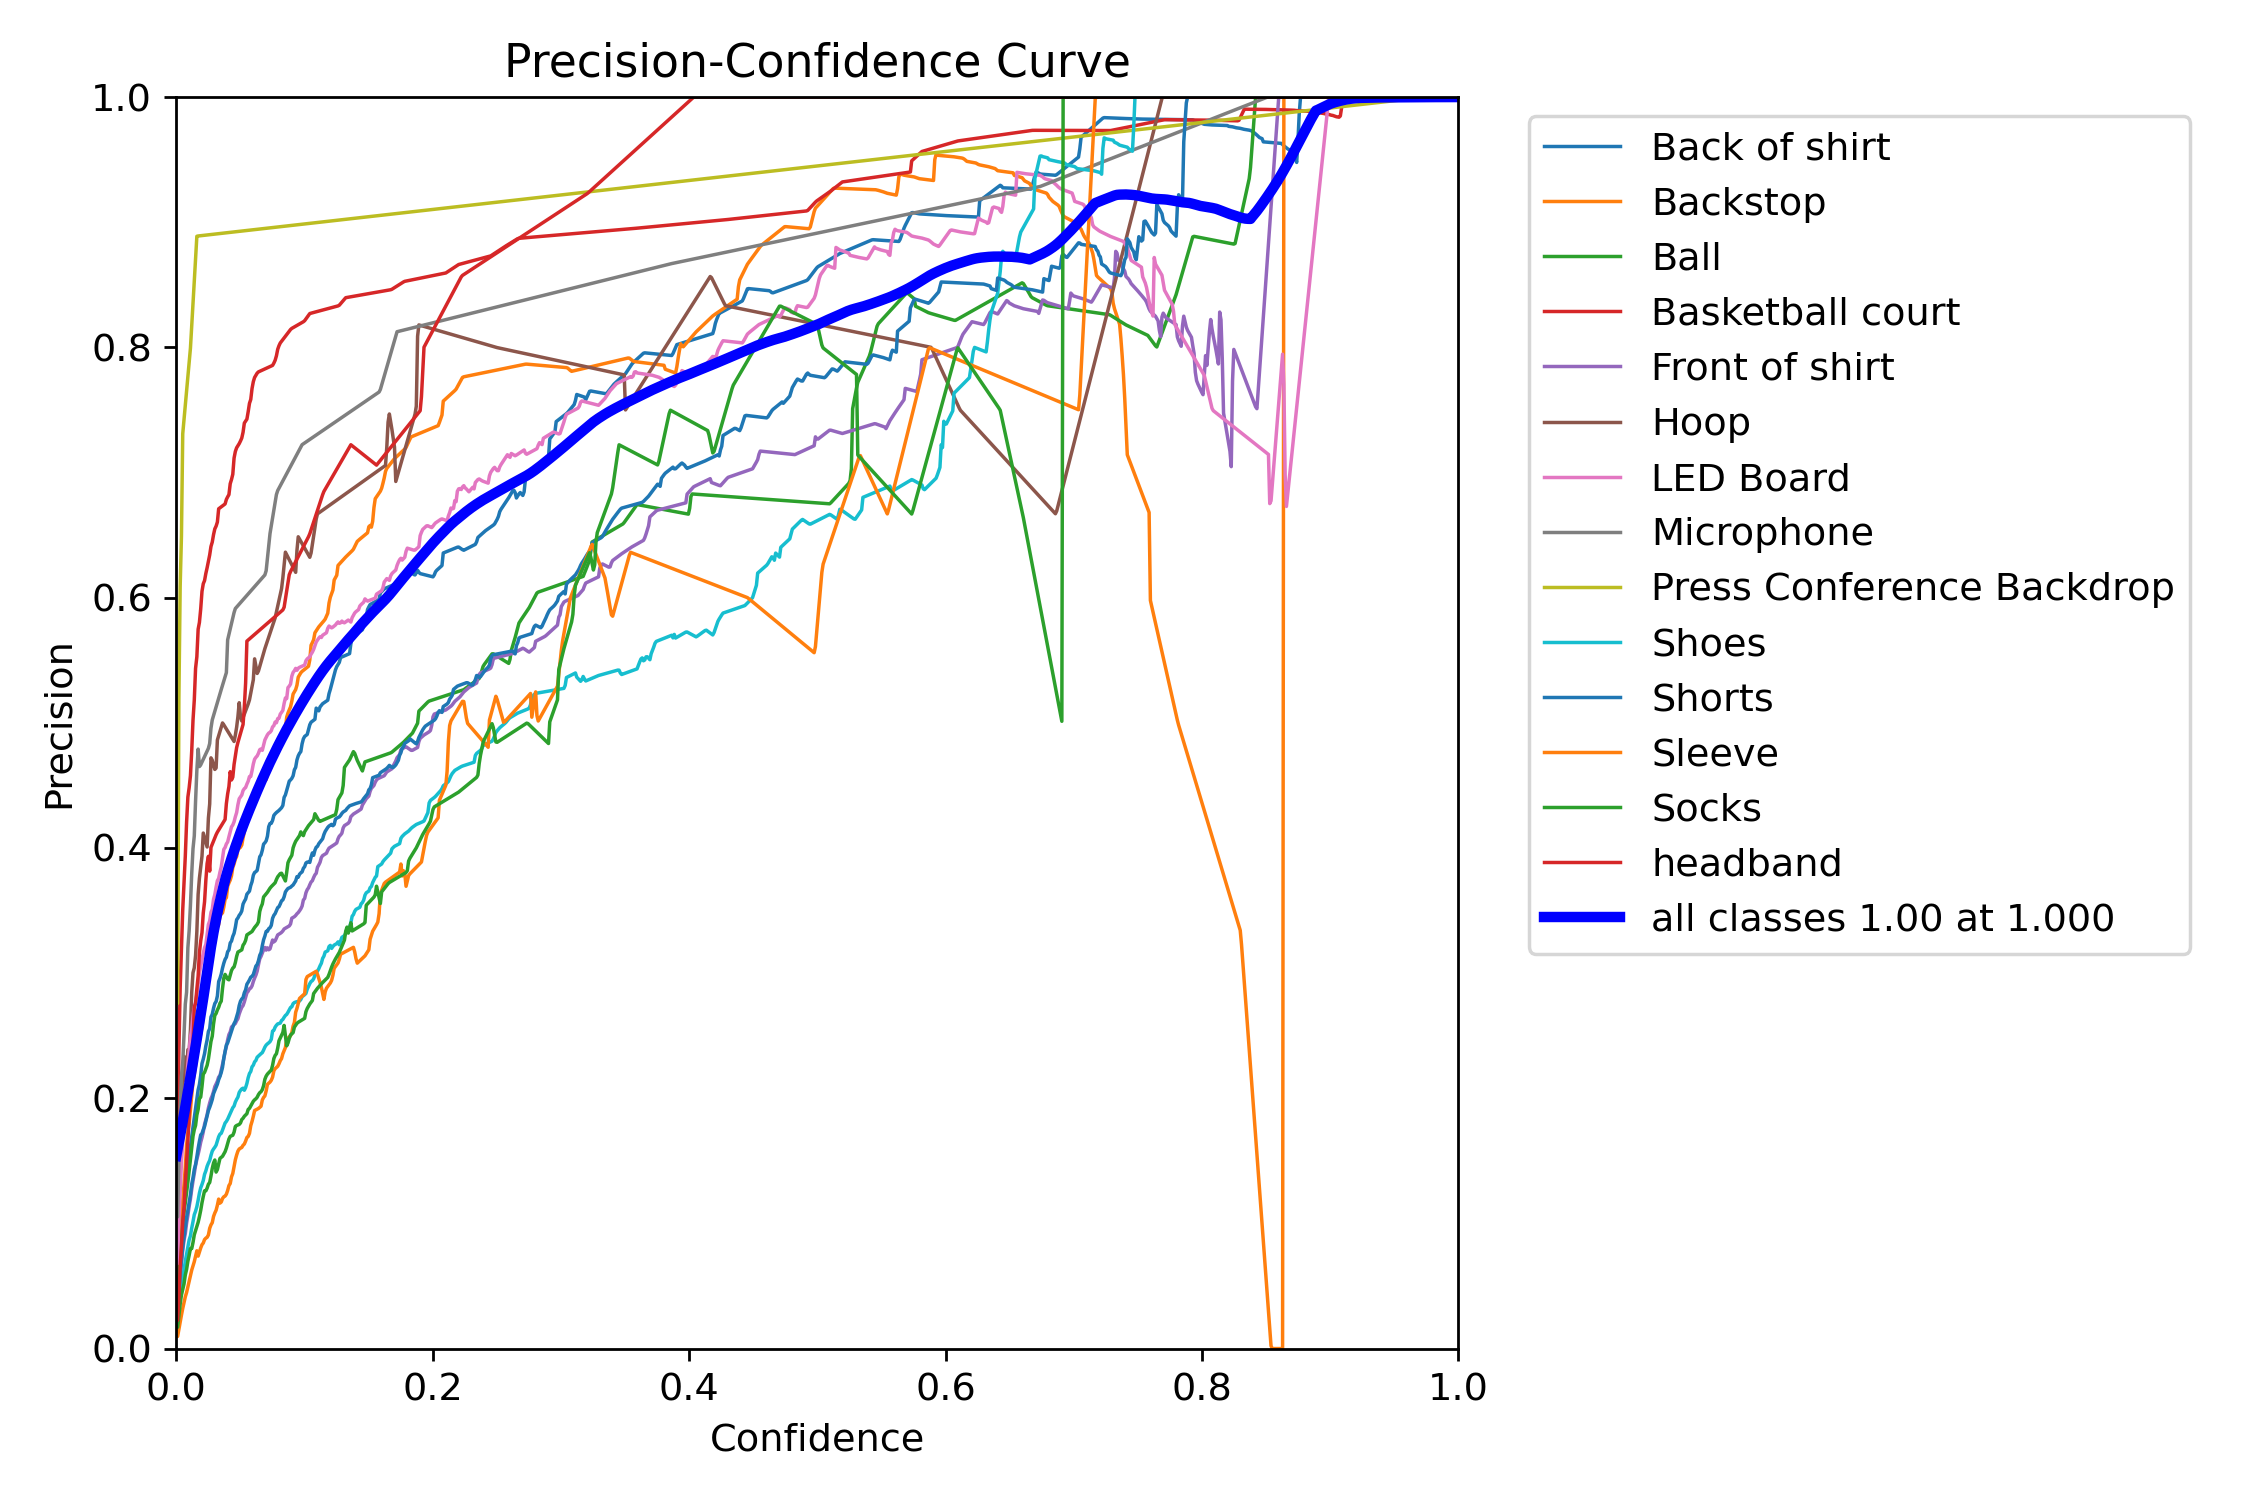 Precision-Confidence Curve
1.0
0.8
0.6
0.4
0.2
0.0
Precision
0.0 0.2 0.4 0.6 0.8 1.0
Confidence
Back of shirt
Backstop
Ball
Basketball court
Front of shirt
Hoop
LED Board
Microphone
Press Conference Backdrop
Shoes
Shorts
Sleeve
Socks
headband
all classes 1.00 at 1.000